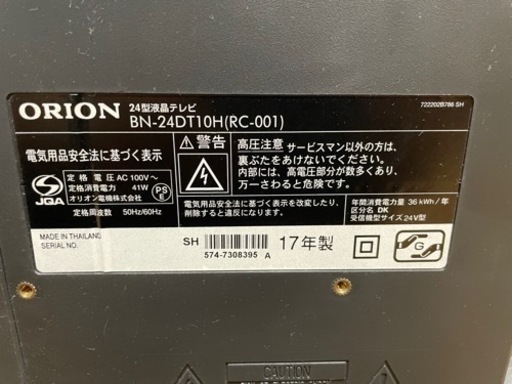 722202B786 SH
ORION
24型液晶テレビ
BN-24DT10H(RC-001)
電気用品安全法に基づく表示
JQA
定格電圧 AC 100V~
定格消費電力 41W
オリオン電機株式会社
定格周波数 50Hz/60Hz
PS
E
⚠警告
高圧注意 サービスマン以外の方は、
裏ぶたをあけないでください。
内部には、高電圧部分が数多くあり、
万一さわると危険です。
電気用品安全法に基づく表示を改ざんしたり、
削除すると違反になります。
年間消費電力量 36 kWh/年
区分名 DK
受信機型サイズ 24V型
MADE IN THAILAND
SERIAL NO.
SH
574-7308395 A
17年製
G
CAUTION